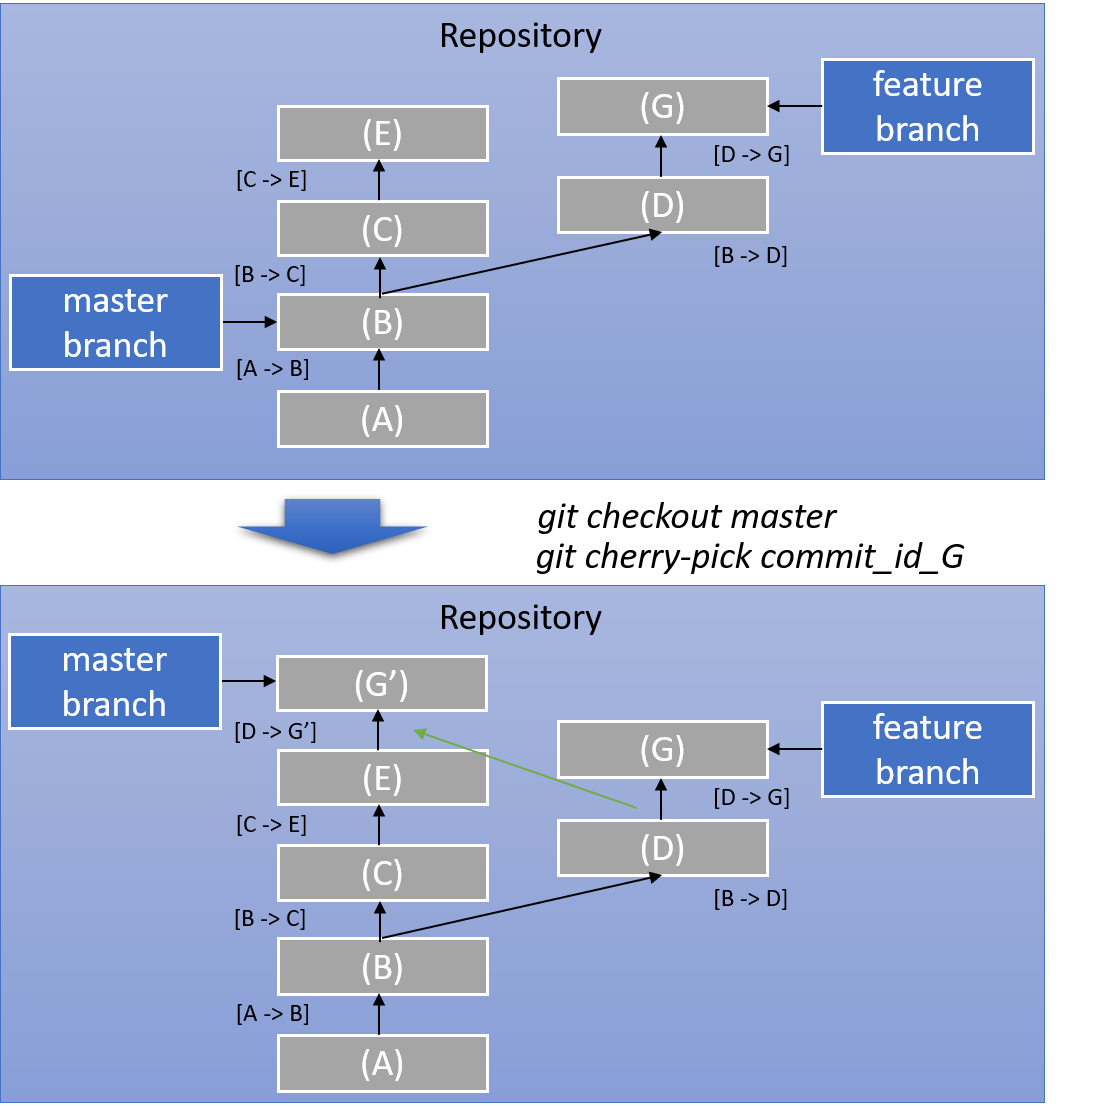 Repository
feature
branch
(G)
(E)
[D -> G]
[C -> E]
(D)
(C)
[B -> D]
[B -> C]
master
branch
(B)
[A -> B]
(A)
git checkout master
git cherry-pick commit_id_G
Repository
master
branch
(G’)
[D -> G’]
feature
branch
(G)
(E)
[D -> G]
[C -> E]
(D)
(C)
[B -> D]
[B -> C]
(B)
[A -> B]
(A)